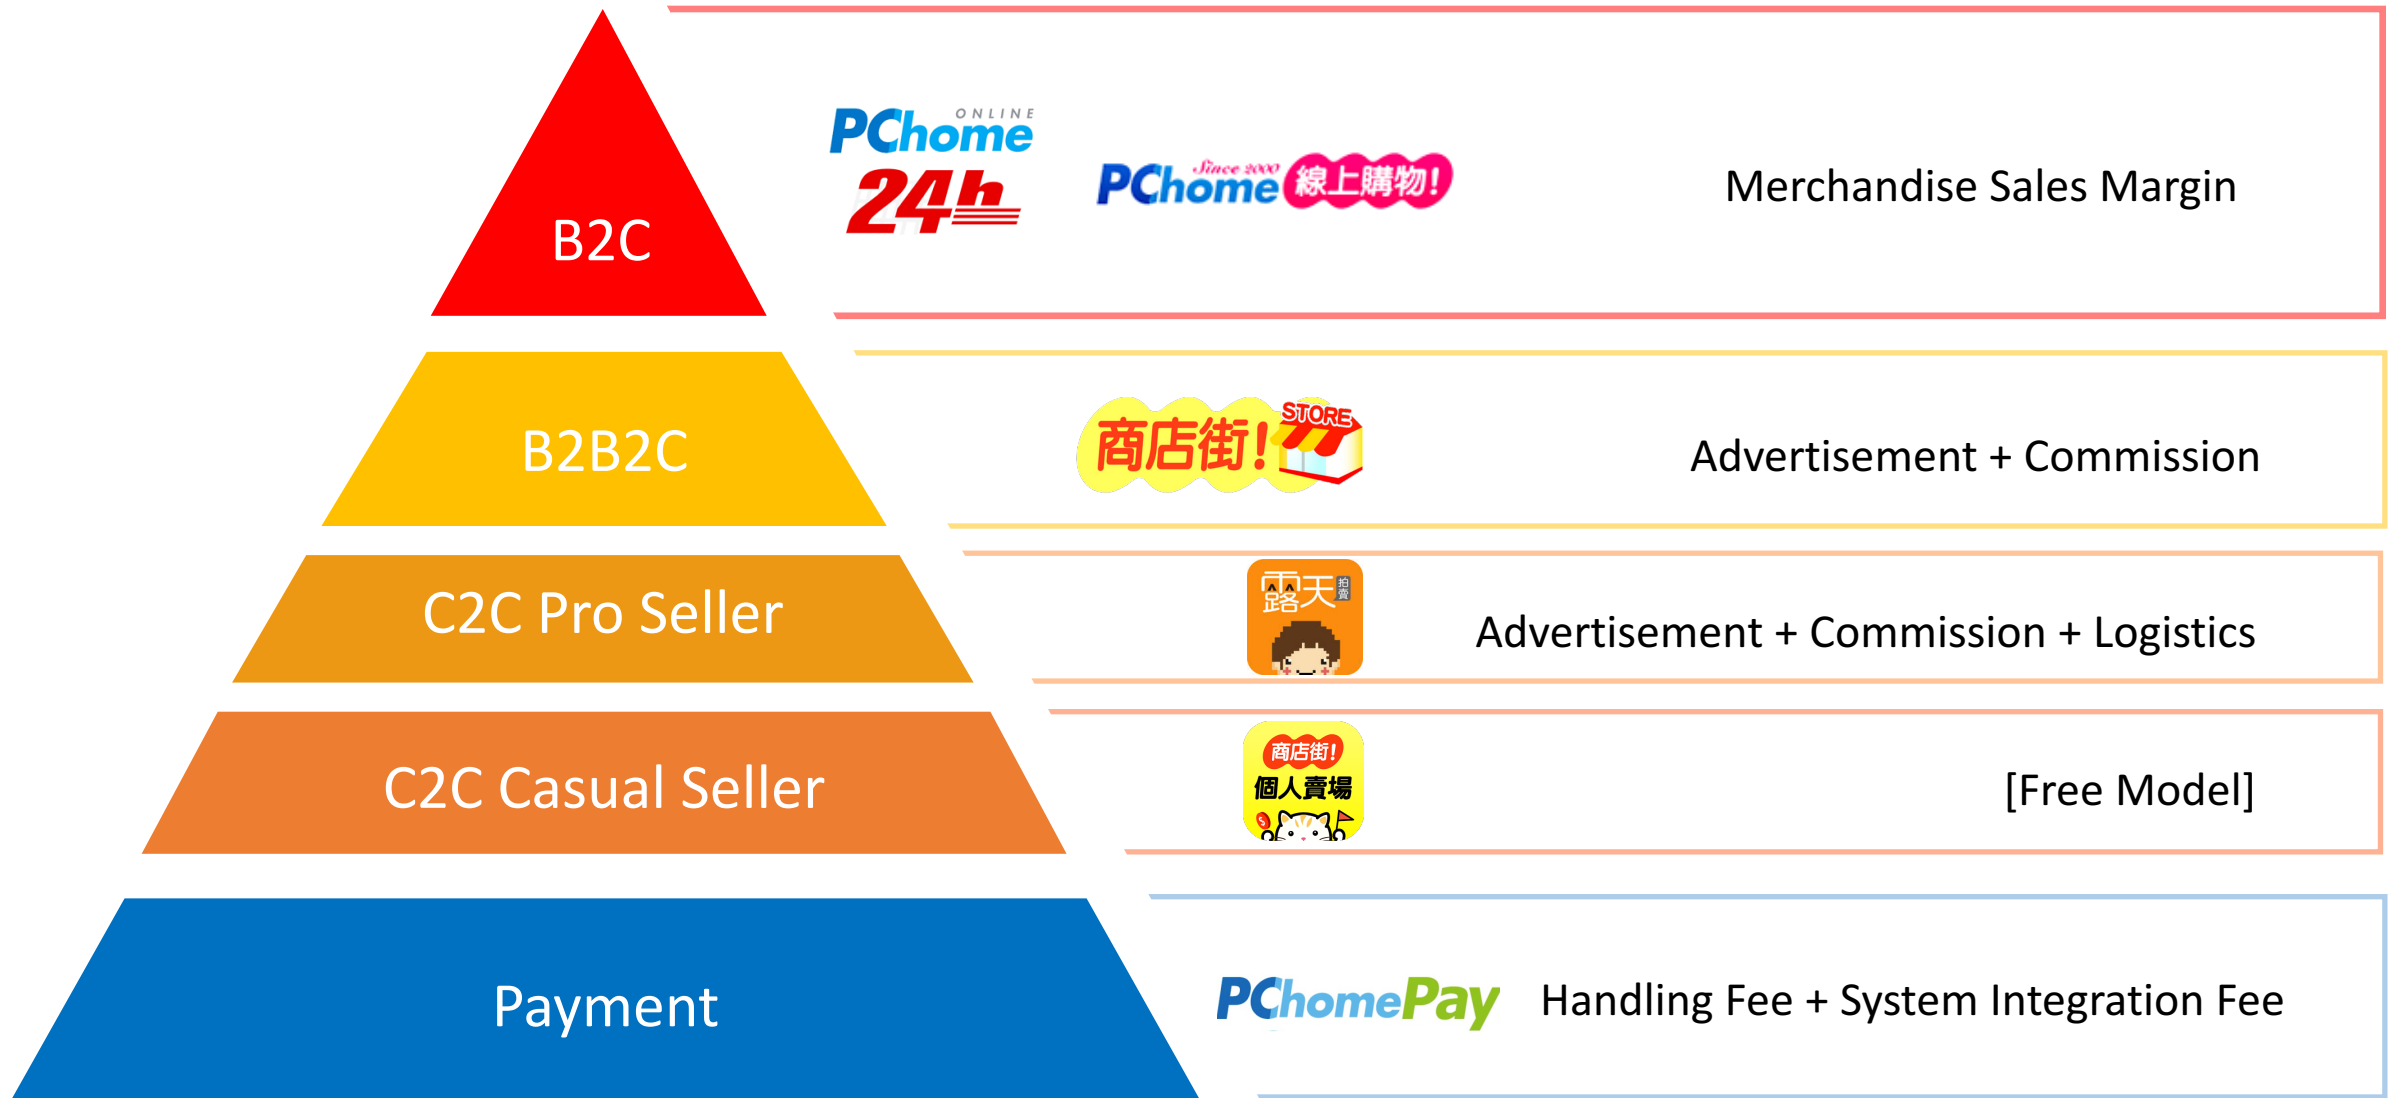 B2C
ONLINE
PChome
24h
Since 2000
PChome 線上購物!
Merchandise Sales Margin
B2B2C
商店街!
STORE
Advertisement + Commission
C2C Pro Seller
露天
拍賣
Advertisement + Commission + Logistics
C2C Casual Seller
商店街!
個人賣場
$
[Free Model]
Payment
PChomePay
Handling Fee + System Integration Fee